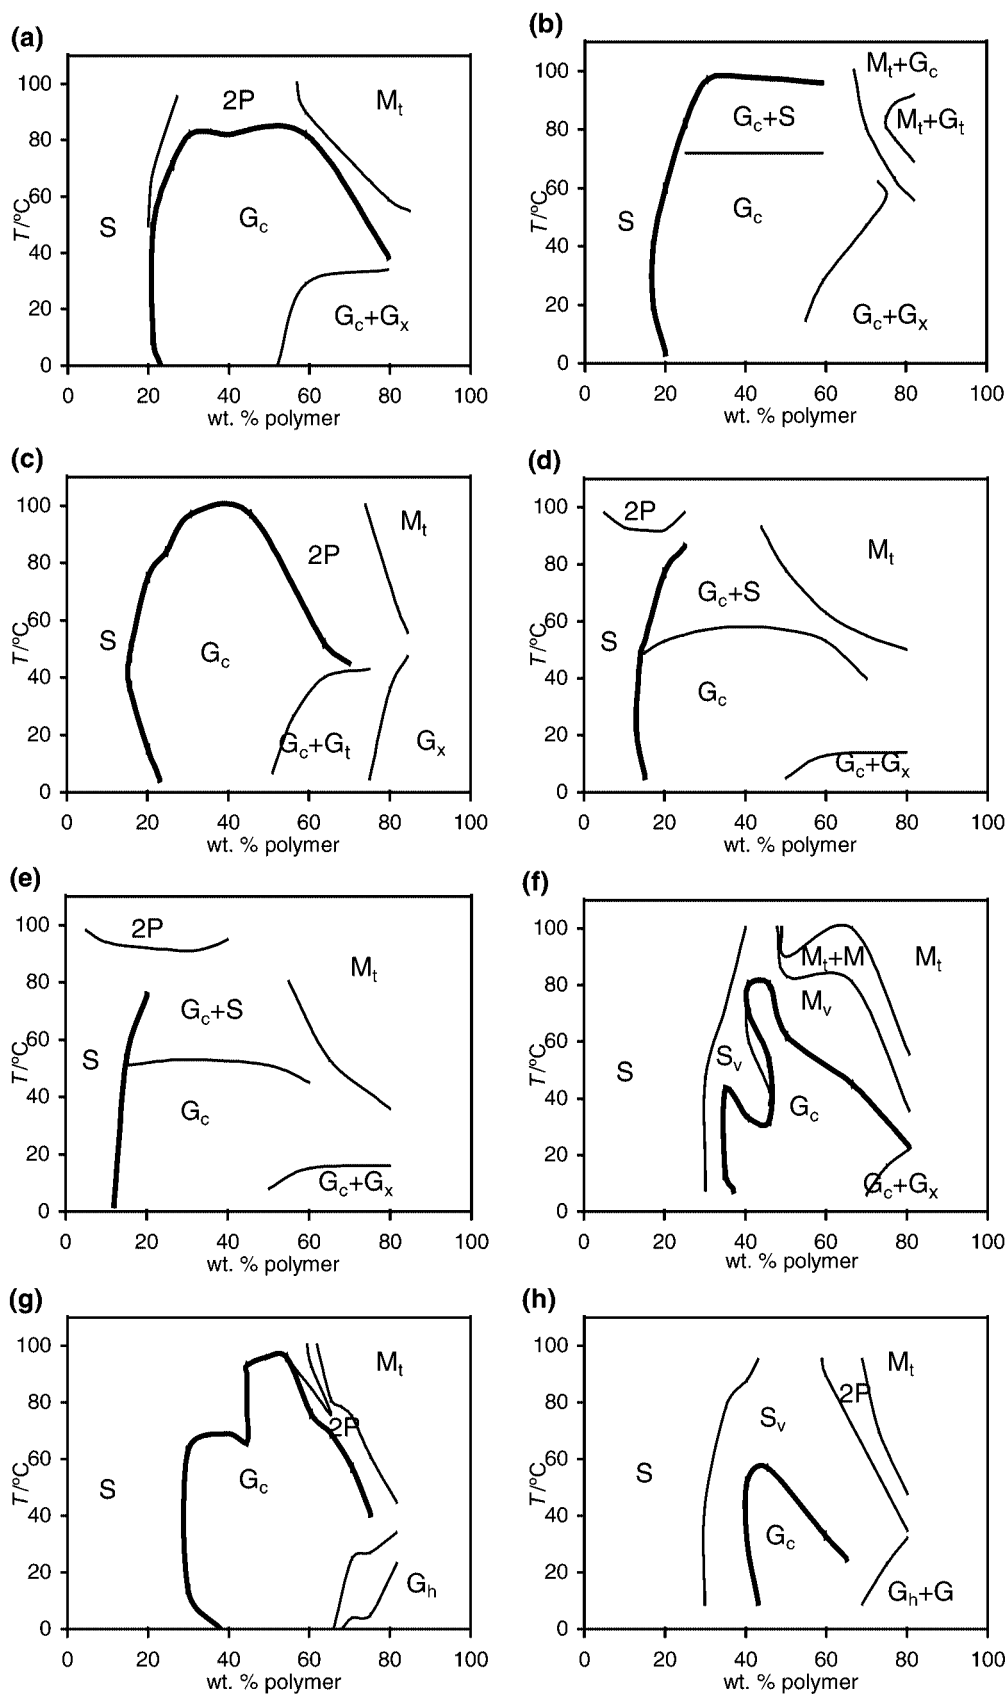 (a)
100
80
60
40
20
0
T/°C
2P
Mt
S
Gc
Gc+Gx
0 20 40 60 80 100
wt. % polymer
(b)
100
80
60
40
20
0
T/°C
Mt+Gc
Gc+S
Mt+Gt
Gc
S
Gc+Gx
0 20 40 60 80 100
wt. % polymer
(c)
100
80
60
40
20
0
T/°C
Mt
2P
S
Gc
Gc+Gt
Gx
0 20 40 60 80 100
wt. % polymer
(d)
100
80
60
40
20
0
T/°C
2P
Mt
Gc+S
S
Gc
Gc+Gx
0 20 40 60 80 100
wt. % polymer
(e)
100
80
60
40
20
0
T/°C
2P
Mt
Gc+S
S
Gc
Gc+Gx
0 20 40 60 80 100
wt. % polymer
(f)
100
80
60
40
20
0
T/°C
Mt+M
Mt
Mv
Sv
S
Gc
Gc+Gx
0 20 40 60 80 100
wt. % polymer
(g)
100
80
60
40
20
0
T/°C
Mt
2P
S
Gc
Gh
0 20 40 60 80 100
wt. % polymer
(h)
100
80
60
40
20
0
T/°C
Mt
2P
Sv
S
Gc
Gh+G
0 20 40 60 80 100
wt. % polymer